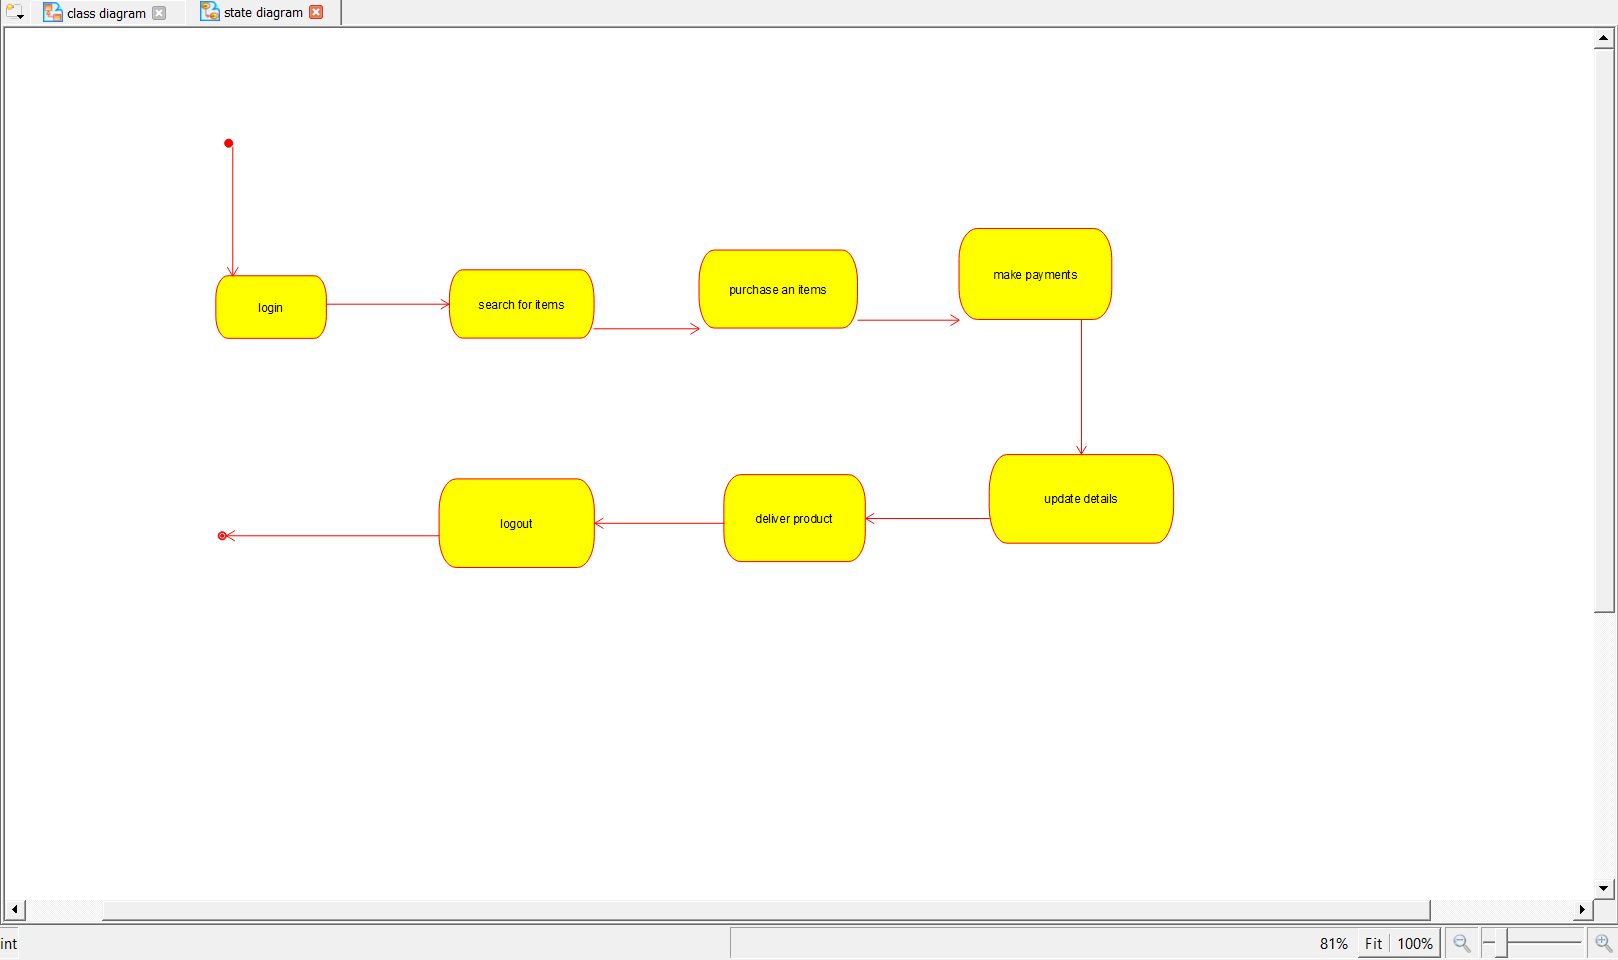 class diagram
state diagram
login
search for items
purchase an items
make payments
update details
deliver product
logout
int
81%
Fit
100%